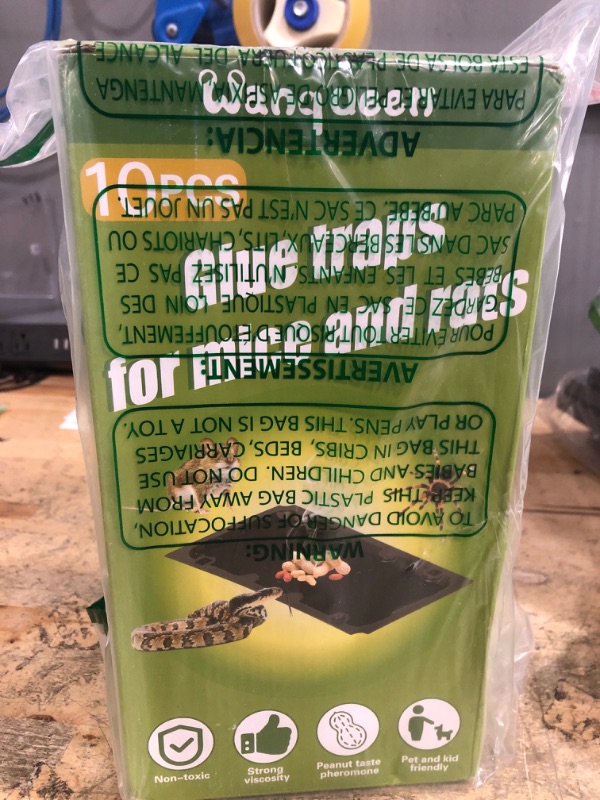 Wanqueen
10PCS
Glue traps
for mice and rats
Non-toxic
Strong
viscosity
Peanut taste
pheromone
Pet and kid
friendly
WARNING:
TO AVOID DANGER OF SUFFOCATION,
KEEP THIS PLASTIC BAG AWAY FROM
BABIES AND CHILDREN. DO NOT USE
THIS BAG IN CRIBS, BEDS, CARRIAGES
OR PLAY PENS. THIS BAG IS NOT A TOY.
AVERTISSEMENT:
POUR ÉVITER TOUT RISQUE D'ÉTOUFFEMENT,
GARDEZ CE SAC EN PLASTIQUE LOIN DES
BEBES ET LES ENFANTS. N'UTILISEZ PAS CE
SAC DANS LES BERCEAUX, LITS, CHARIOTS OU
PARC AU BEBE. CE SAC N'EST PAS UN JOUET.
ADVERTENCIA:
PARA EVITAR EL PELIGRO DE ASFIXIA, MANTENGA
ESTA BOLSA DE PLASTICO FUERA DEL ALCANCE